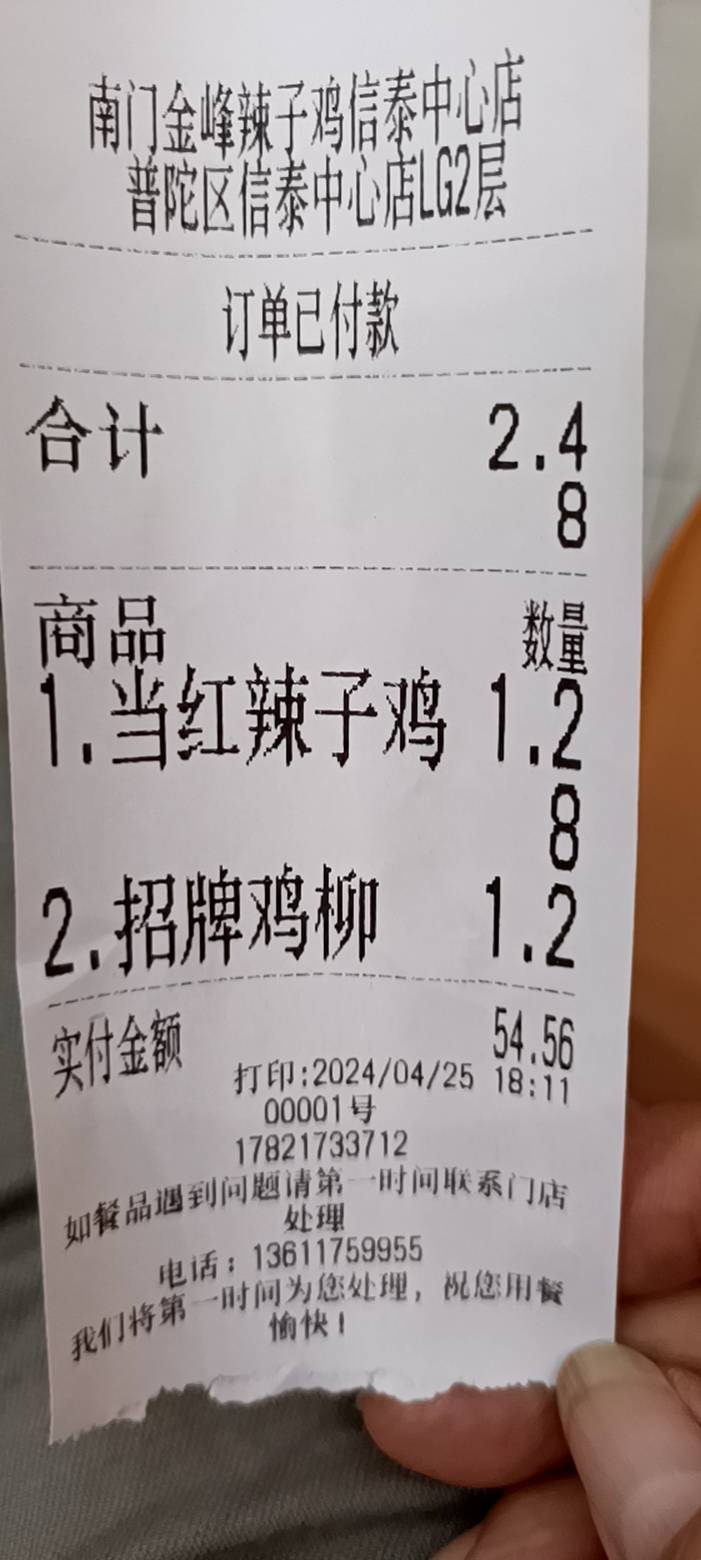 南门金峰辣子鸡信泰中心店
普陀区信泰中心店LG2层
订单已付款
合计 2.4
8
商品 数量
1.当红辣子鸡 1.2
8
2.招牌鸡柳 1.2
实付金额 54.56
打印:2024/04/25 18:11
00001号
17821733712
如餐品遇到问题请第一时间联系门店
处理
电话：13611759955
我们将第一时间为您处理，祝您用餐
愉快！